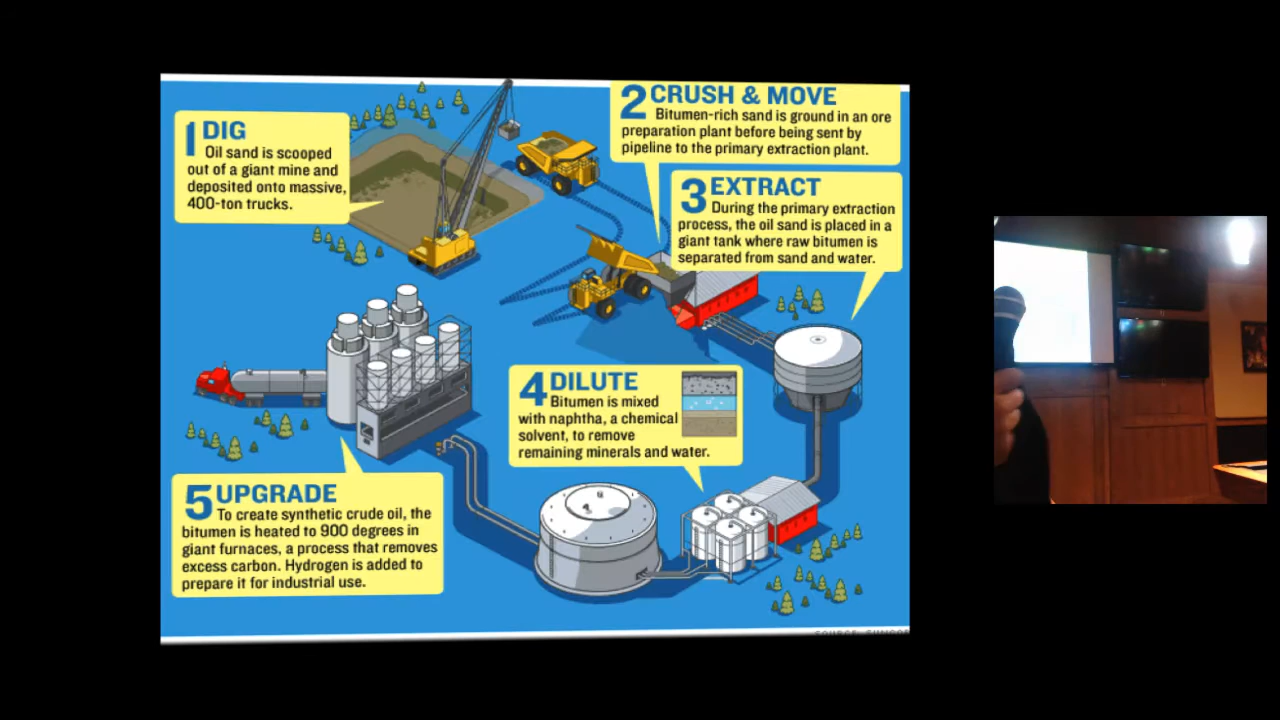 1 DIG
Oil sand is scooped
out of a giant mine and
deposited onto massive,
400-ton trucks.
2 CRUSH & MOVE
Bitumen-rich sand is ground in an ore
preparation plant before being sent by
pipeline to the primary extraction plant.
3 EXTRACT
During the primary extraction
process, the oil sand is placed in a
giant tank where raw bitumen is
separated from sand and water.
4 DILUTE
Bitumen is mixed
with naphtha, a chemical
solvent, to remove
remaining minerals and water.
5 UPGRADE
To create synthetic crude oil, the
bitumen is heated to 900 degrees in
giant furnaces, a process that removes
excess carbon. Hydrogen is added to
prepare it for industrial use.